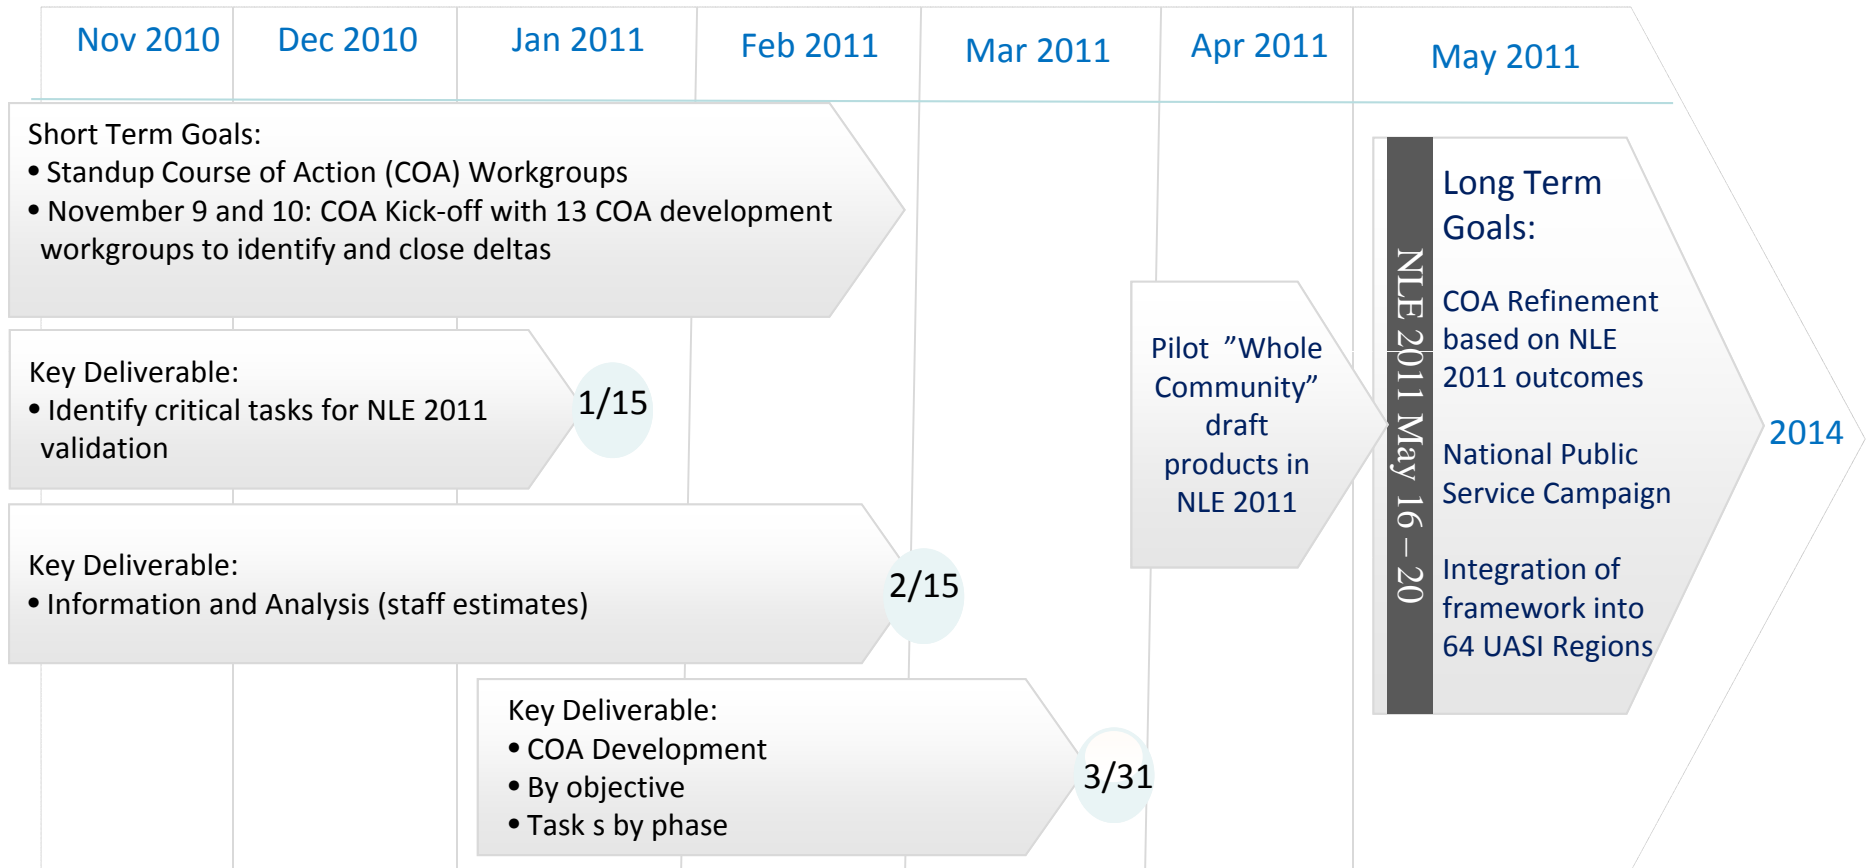 Nov 2010
Dec 2010
Jan 2011
Feb 2011
Mar 2011
Apr 2011
May 2011
Short Term Goals:
• Standup Course of Action (COA) Workgroups
• November 9 and 10: COA Kick-off with 13 COA development
workgroups to identify and close deltas
Key Deliverable:
• Identify critical tasks for NLE 2011
validation
1/15
Key Deliverable:
• Information and Analysis (staff estimates)
2/15
Key Deliverable:
• COA Development
• By objective
• Task s by phase
3/31
Pilot ”Whole
Community”
draft
products in
NLE 2011
NLE 2011 May 16 – 20
Long Term
Goals:
COA Refinement
based on NLE
2011 outcomes
National Public
Service Campaign
Integration of
framework into
64 UASI Regions
2014